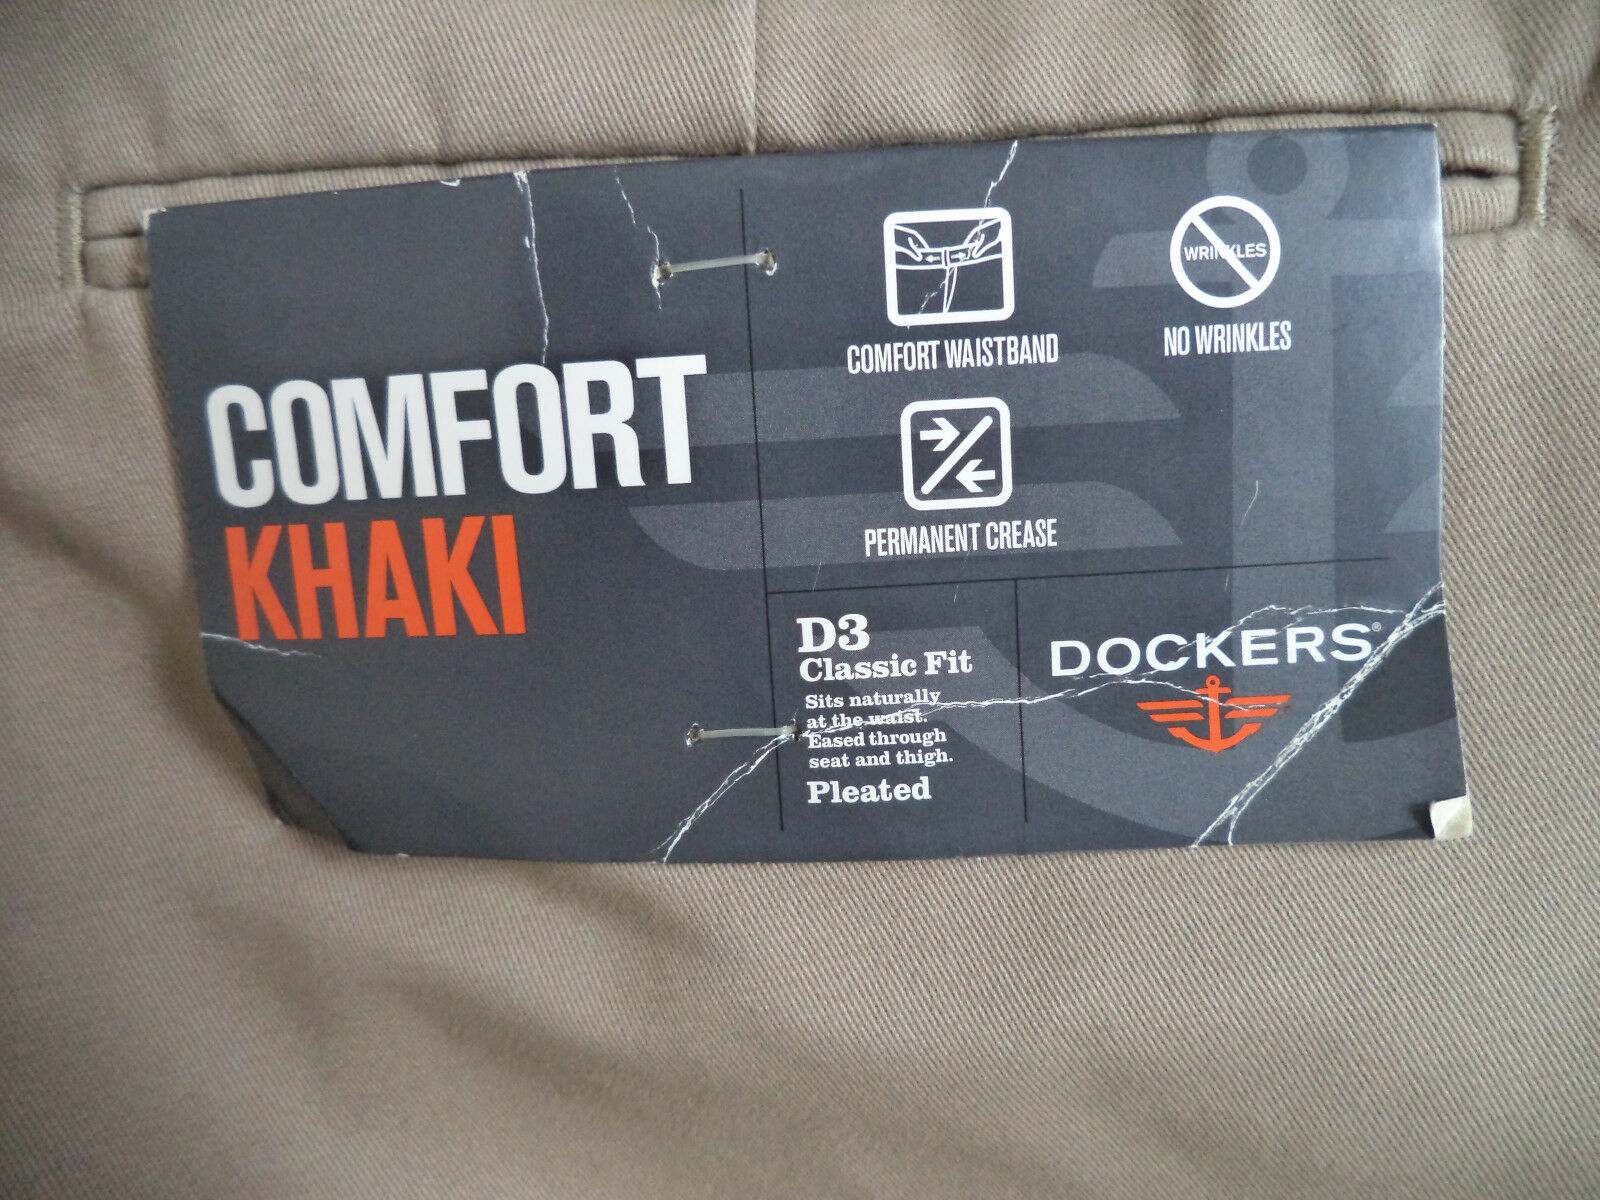 COMFORT
KHAKI
COMFORT WAISTBAND
WRINKLES
NO WRINKLES
PERMANENT CREASE
D3
Classic Fit
Sits naturally
at the waist.
Eased through
seat and thigh.
Pleated
DOCKERS®